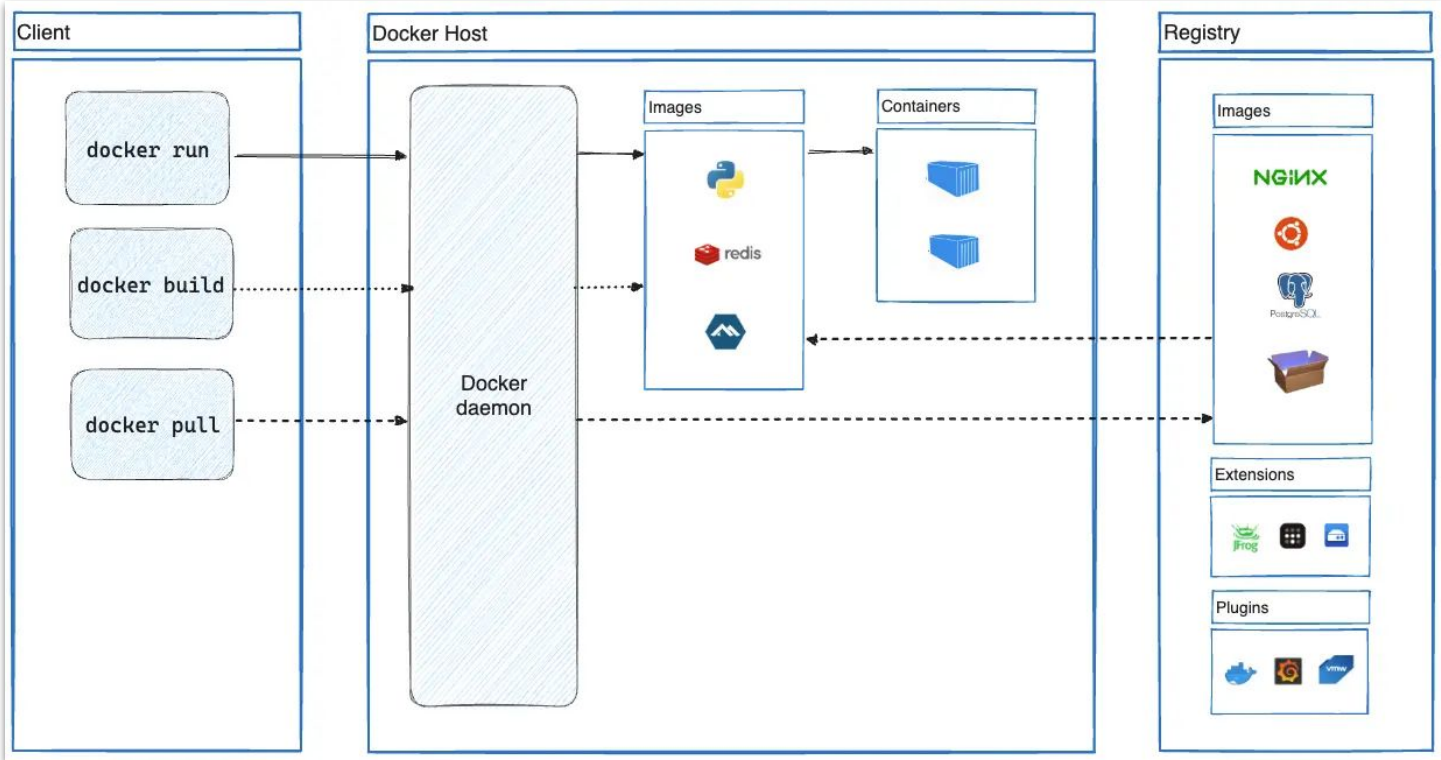 Client
docker run
docker build
docker pull
Docker Host
Docker
daemon
Images
redis
Containers
Registry
Images
NGINX
PostgreSQL
Extensions
JFrog
Plugins
vmw